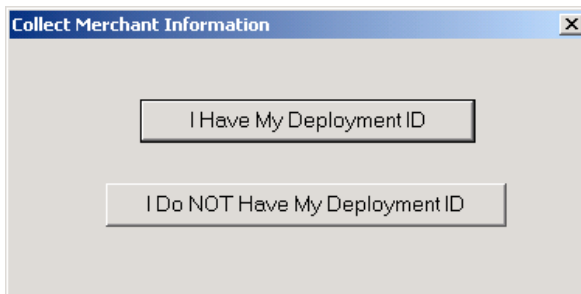 Collect Merchant Information
I Have My Deployment ID
I Do NOT Have My Deployment ID